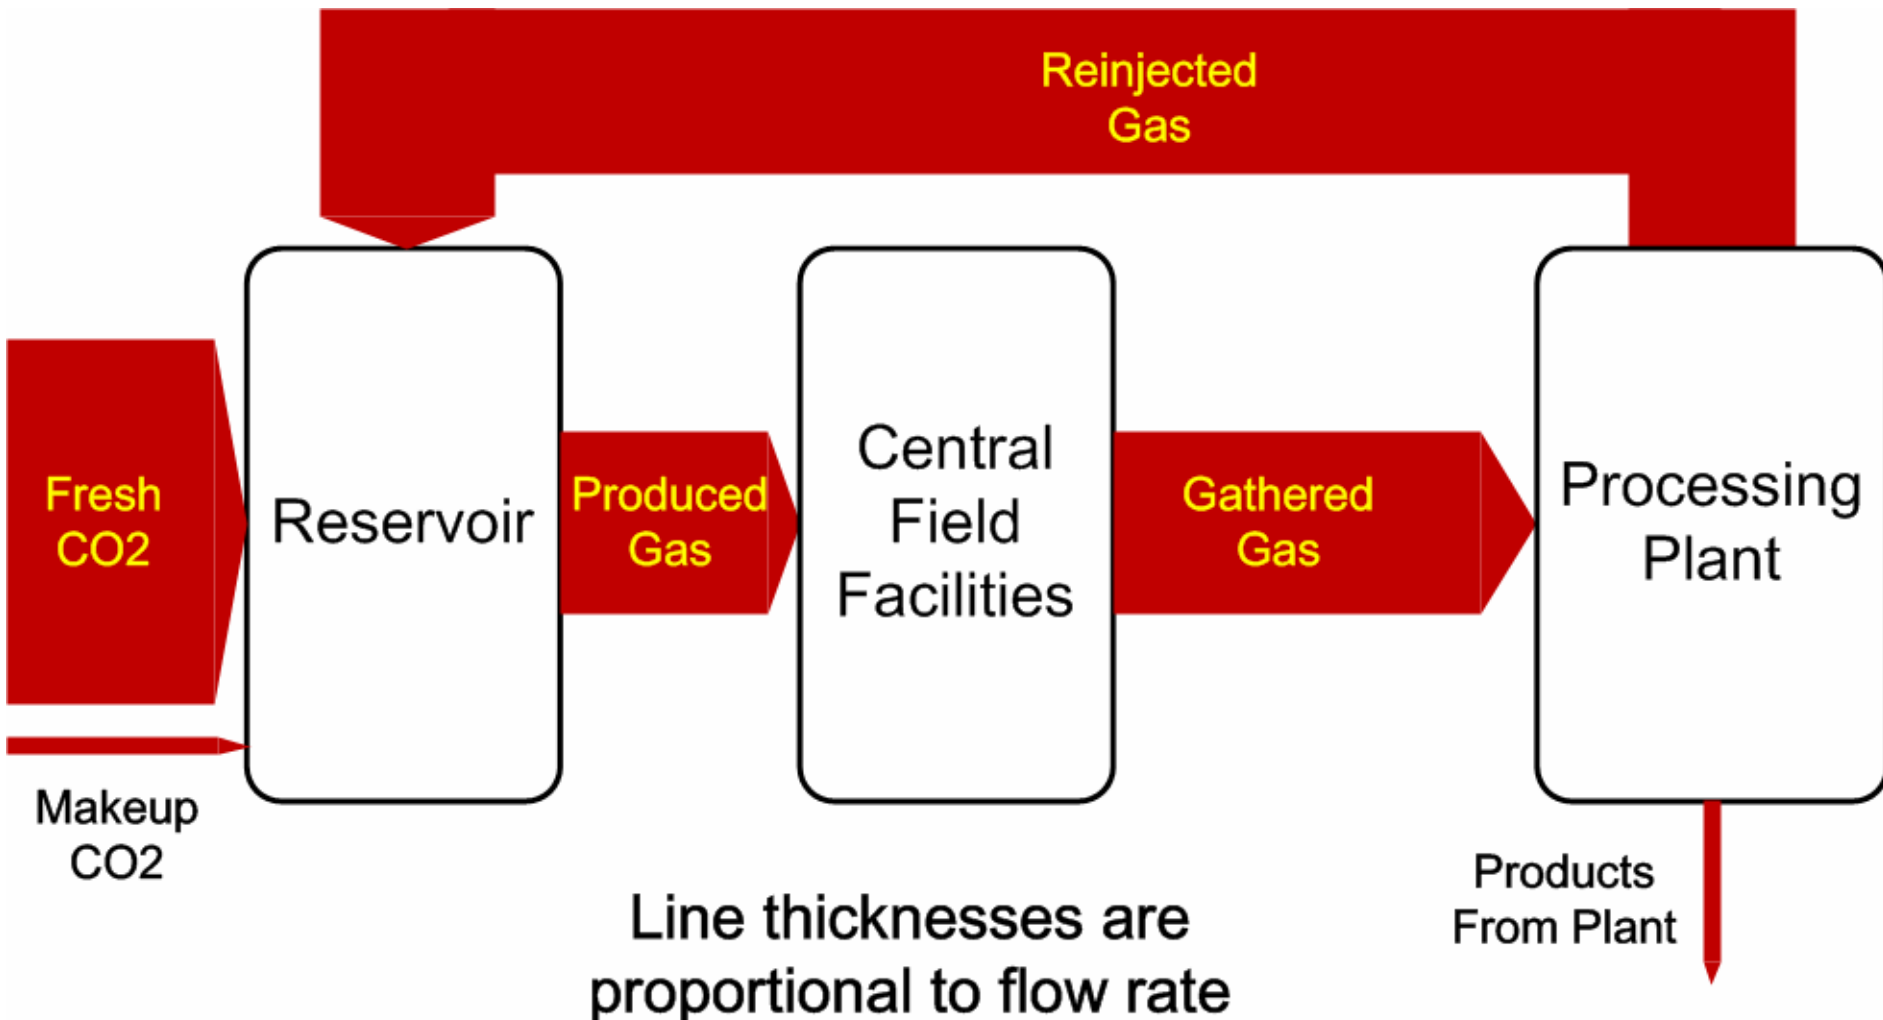 Reinjected
Gas
Fresh
CO2
Reservoir
Produced
Gas
Central
Field
Facilities
Gathered
Gas
Processing
Plant
Makeup
CO2
Products
From Plant
Line thicknesses are
proportional to flow rate